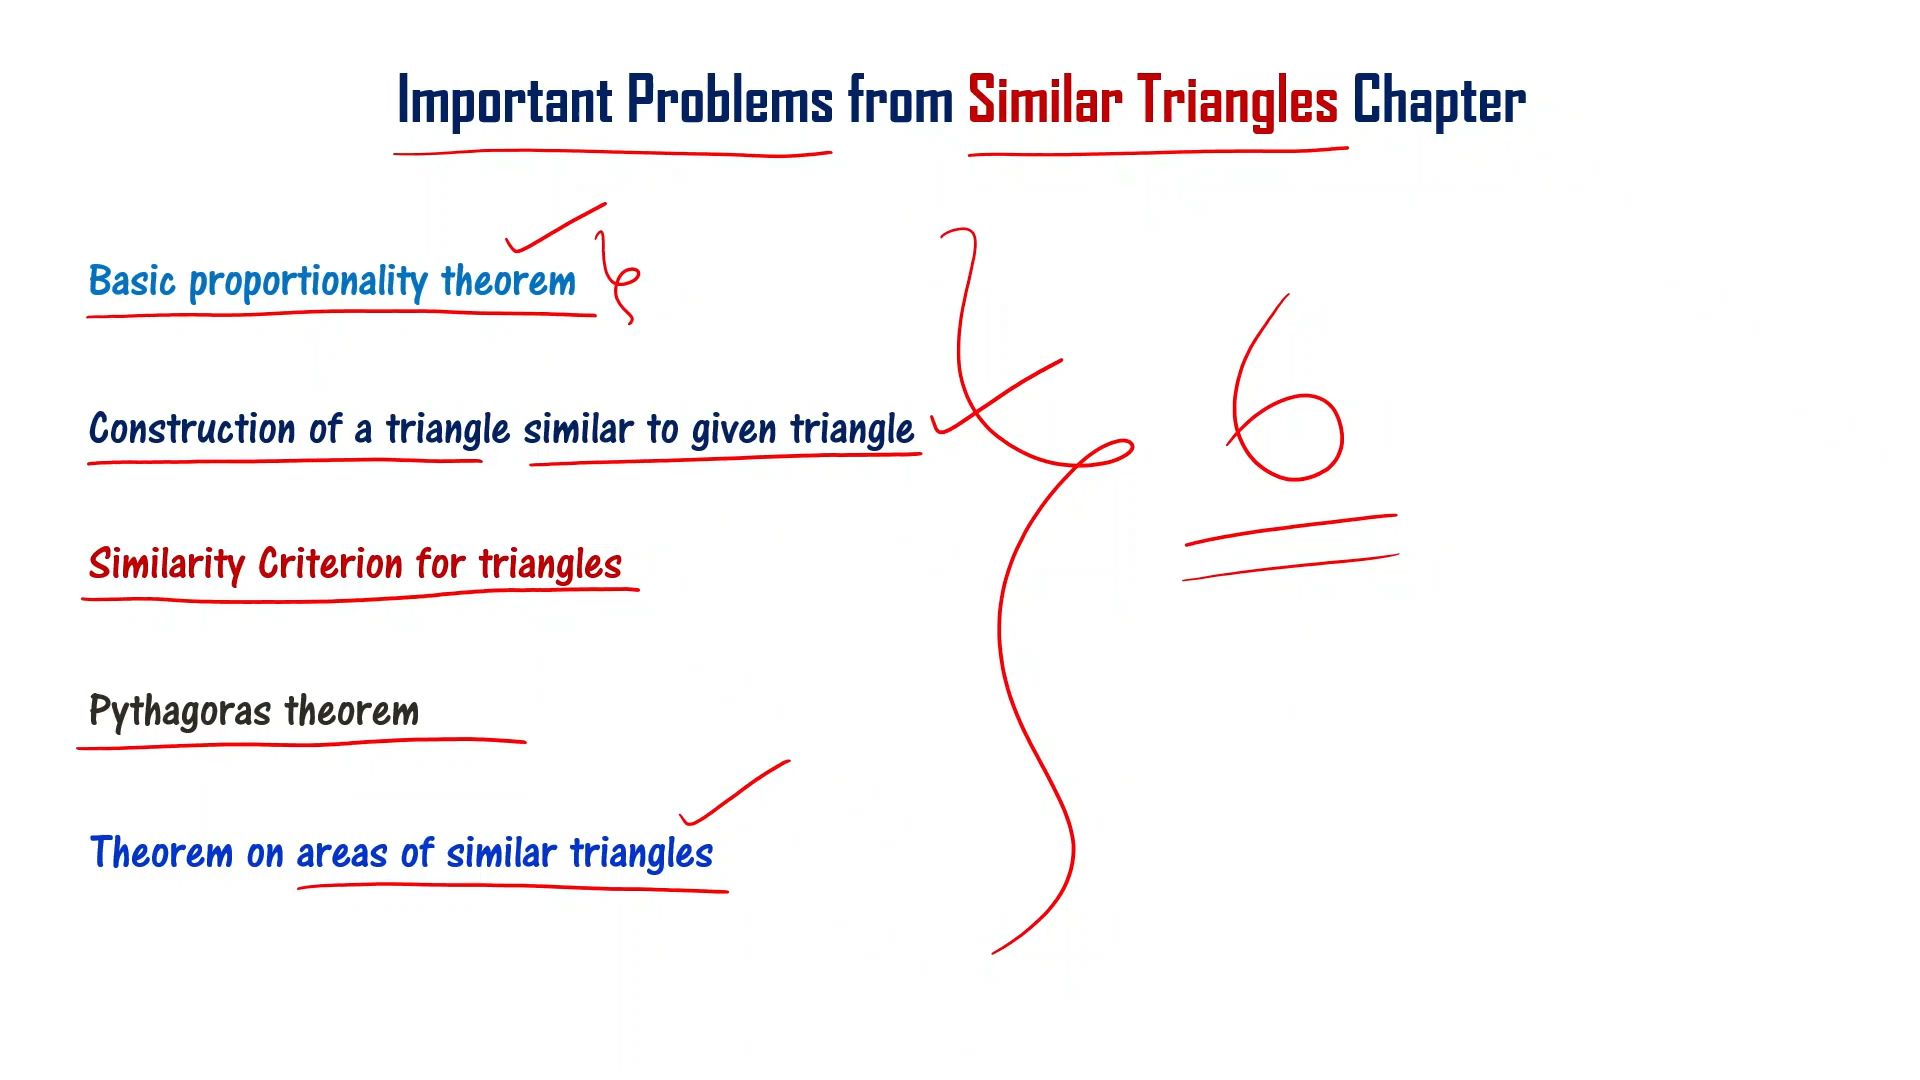 Important Problems from Similar Triangles Chapter
Basic proportionality theorem
Construction of a triangle similar to given triangle
6
Similarity Criterion for triangles
Pythagoras theorem
Theorem on areas of similar triangles